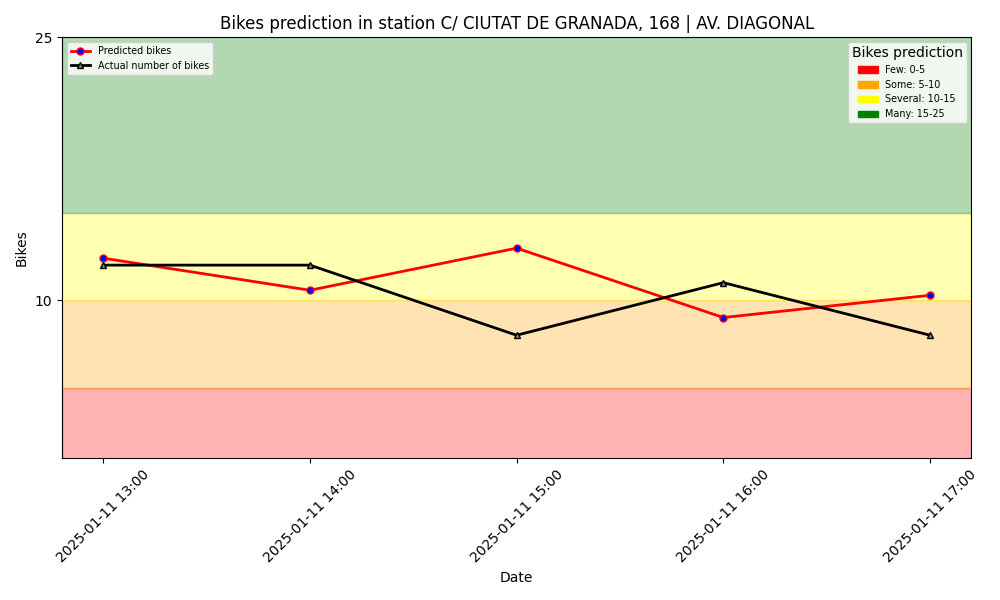 Bikes prediction in station C/ CIUTAT DE GRANADA, 168 | AV. DIAGONAL
25
10
Bikes
Predicted bikes
Actual number of bikes
Bikes prediction
Few: 0-5
Some: 5-10
Several: 10-15
Many: 15-25
2025-01-11 13:00
2025-01-11 14:00
2025-01-11 15:00
2025-01-11 16:00
2025-01-11 17:00
Date